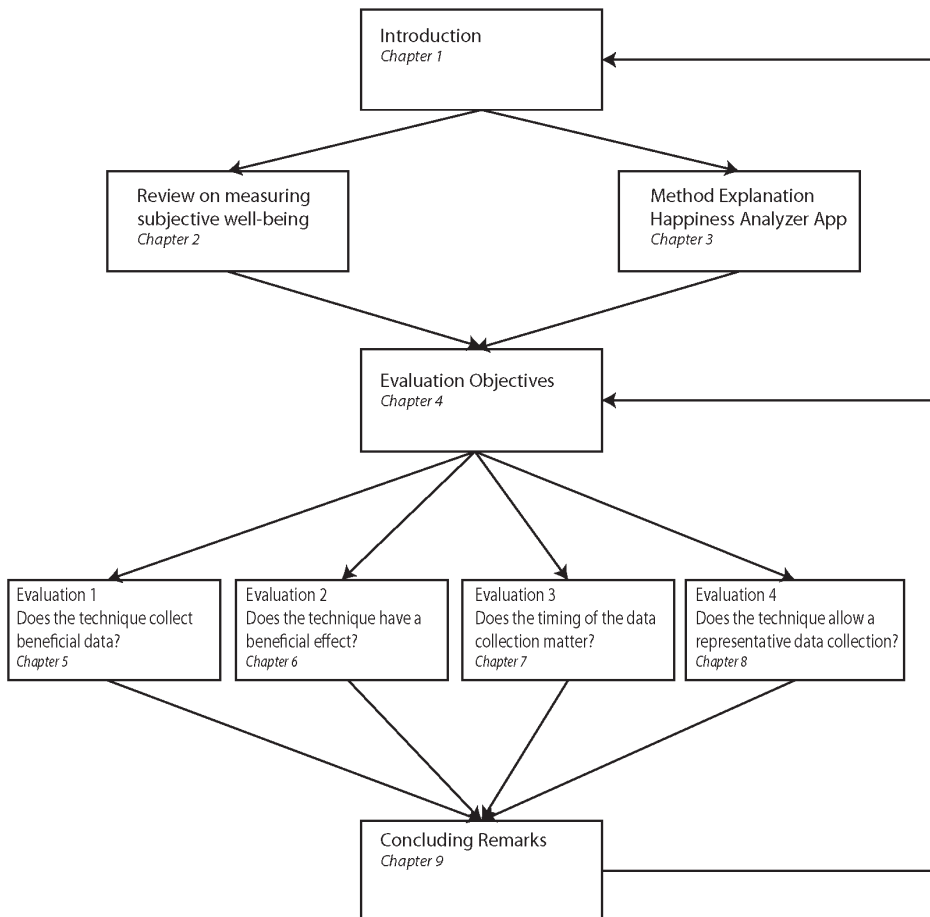 Introduction
Chapter 1
Review on measuring
subjective well-being
Chapter 2
Method Explanation
Happiness Analyzer App
Chapter 3
Evaluation Objectives
Chapter 4
Evaluation 1
Does the technique collect
beneficial data?
Chapter 5
Evaluation 2
Does the technique have a
beneficial effect?
Chapter 6
Evaluation 3
Does the timing of the data
collection matter?
Chapter 7
Evaluation 4
Does the technique allow a
representative data collection?
Chapter 8
Concluding Remarks
Chapter 9